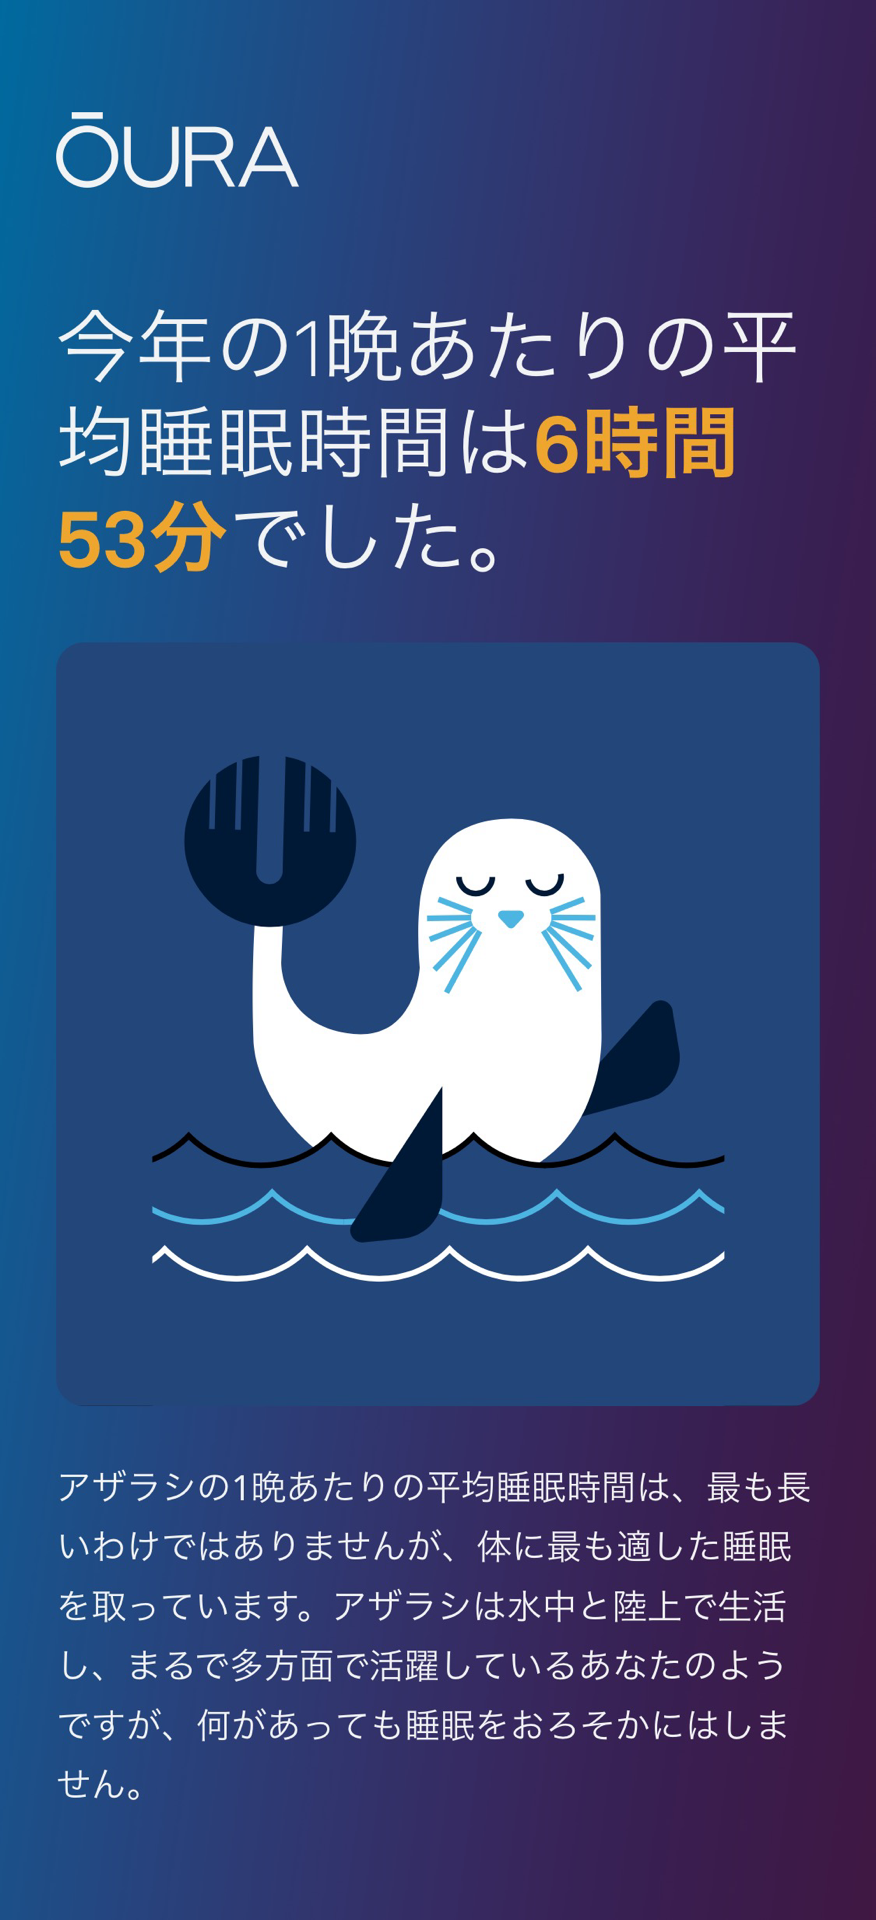 ŌURA
今年の1晩あたりの平
均睡眠時間は6時間
53分でした。
アザラシの1晩あたりの平均睡眠時間は、最も長
いわけではありませんが、体に最も適した睡眠
を取っています。アザラシは水中と陸上で生活
し、まるで多方面で活躍しているあなたのよう
ですが、何があっても睡眠をおろそかにはしま
せん。